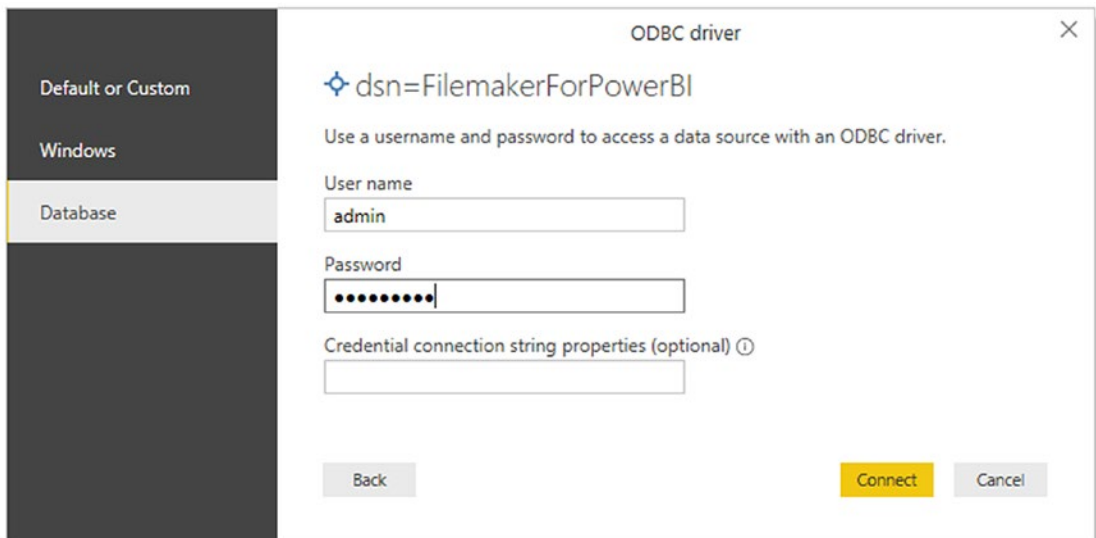 ODBC driver
Default or Custom
Windows
Database
dsn=FilemakerForPowerBI
Use a username and password to access a data source with an ODBC driver.
User name
admin
Password
•••••••••
Credential connection string properties (optional)
Back
Connect
Cancel